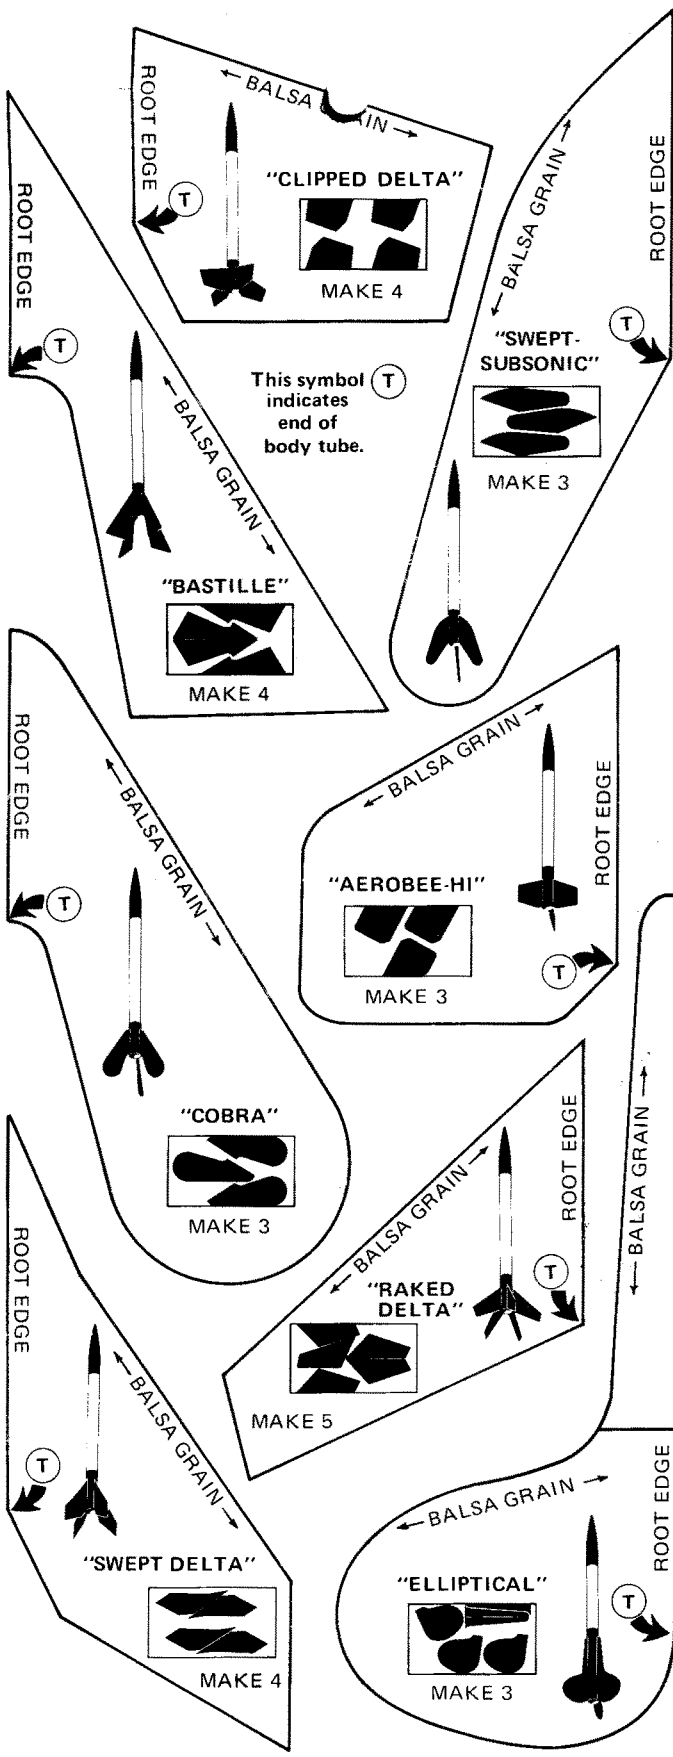 ROOT EDGE
← BALSA GRAIN →
T
"CLIPPED DELTA"
MAKE 4
ROOT EDGE
← BALSA GRAIN →
T
"SWEPT-
SUBSONIC"
MAKE 3
ROOT EDGE
T
← BALSA GRAIN →
"BASTILLE"
MAKE 4
This symbol T
indicates
end of
body tube.
ROOT EDGE
← BALSA GRAIN →
T
"COBRA"
MAKE 3
← BALSA GRAIN →
ROOT EDGE
"AEROBEE-HI"
T
MAKE 3
← BALSA GRAIN →
ROOT EDGE
← BALSA GRAIN →
T
"RAKED
DELTA"
MAKE 5
ROOT EDGE
← BALSA GRAIN →
T
"SWEPT DELTA"
MAKE 4
ROOT EDGE
← BALSA GRAIN →
"ELLIPTICAL"
T
MAKE 3